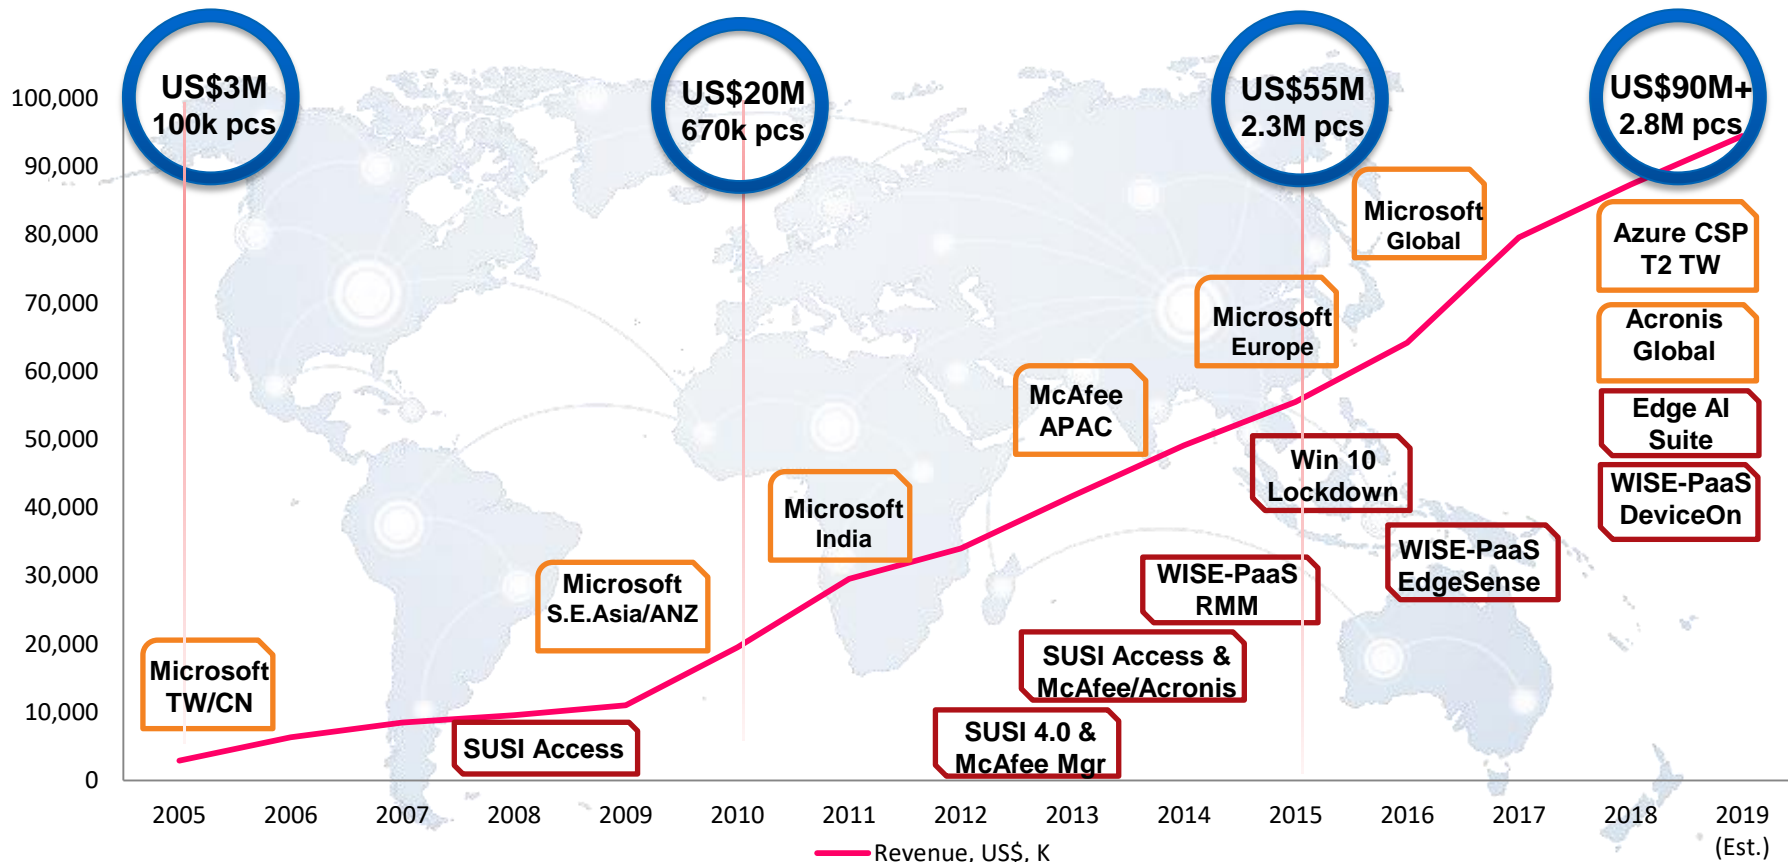 US$3M
100k pcs
US$20M
670k pcs
US$55M
2.3M pcs
US$90M+
2.8M pcs
100,000
90,000
80,000
70,000
60,000
50,000
40,000
30,000
20,000
10,000
0
Microsoft
TW/CN
SUSI Access
Microsoft
S.E.Asia/ANZ
Microsoft
India
SUSI 4.0 &
McAfee Mgr
McAfee
APAC
SUSI Access &
McAfee/Acronis
WISE-PaaS
RMM
Microsoft
Europe
Win 10
Lockdown
Microsoft
Global
WISE-PaaS
EdgeSense
Azure CSP
T2 TW
Acronis
Global
Edge AI
Suite
WISE-PaaS
DeviceOn
2005
2006
2007
2008
2009
2010
2011
2012
2013
2014
2015
2016
2017
2018
2019
(Est.)
Revenue, US$, K